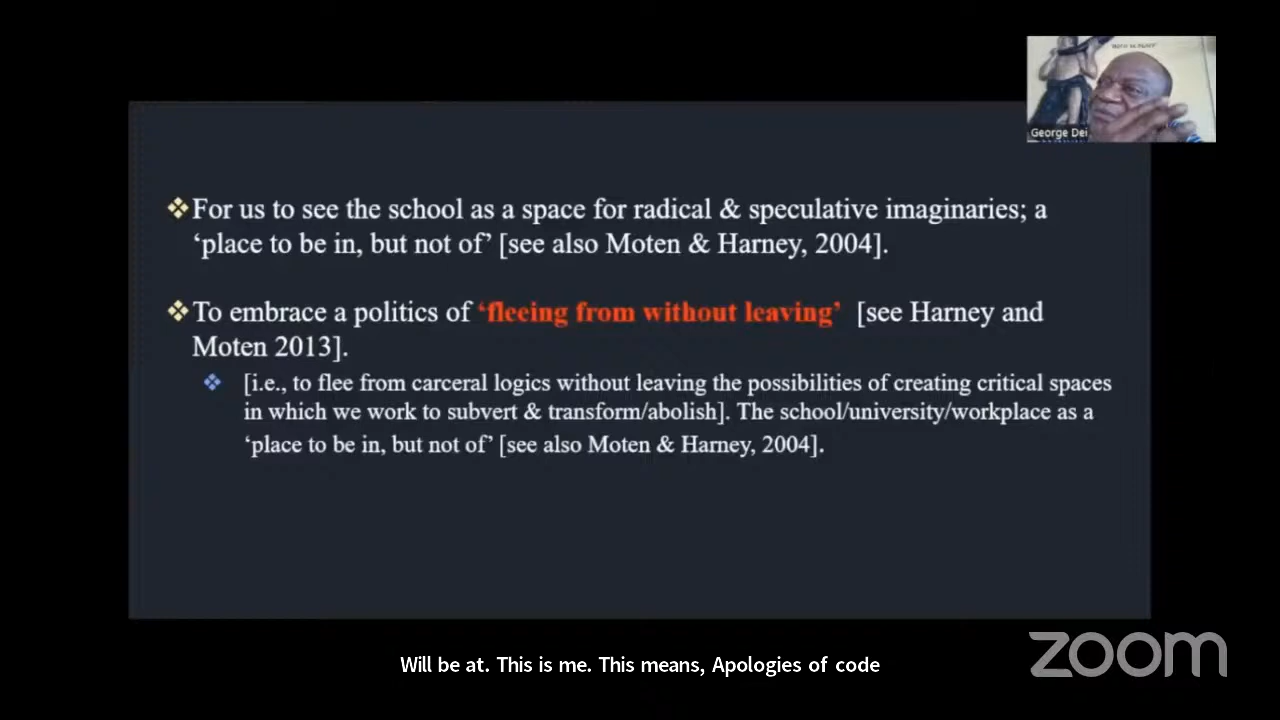 George Dei
❖For us to see the school as a space for radical & speculative imaginaries; a
‘place to be in, but not of’ [see also Moten & Harney, 2004].
❖To embrace a politics of ‘fleeing from without leaving’ [see Harney and
Moten 2013].
❖ [i.e., to flee from carceral logics without leaving the possibilities of creating critical spaces
in which we work to subvert & transform/abolish]. The school/university/workplace as a
‘place to be in, but not of’ [see also Moten & Harney, 2004].
Will be at. This is me. This means, Apologies of code
zoom